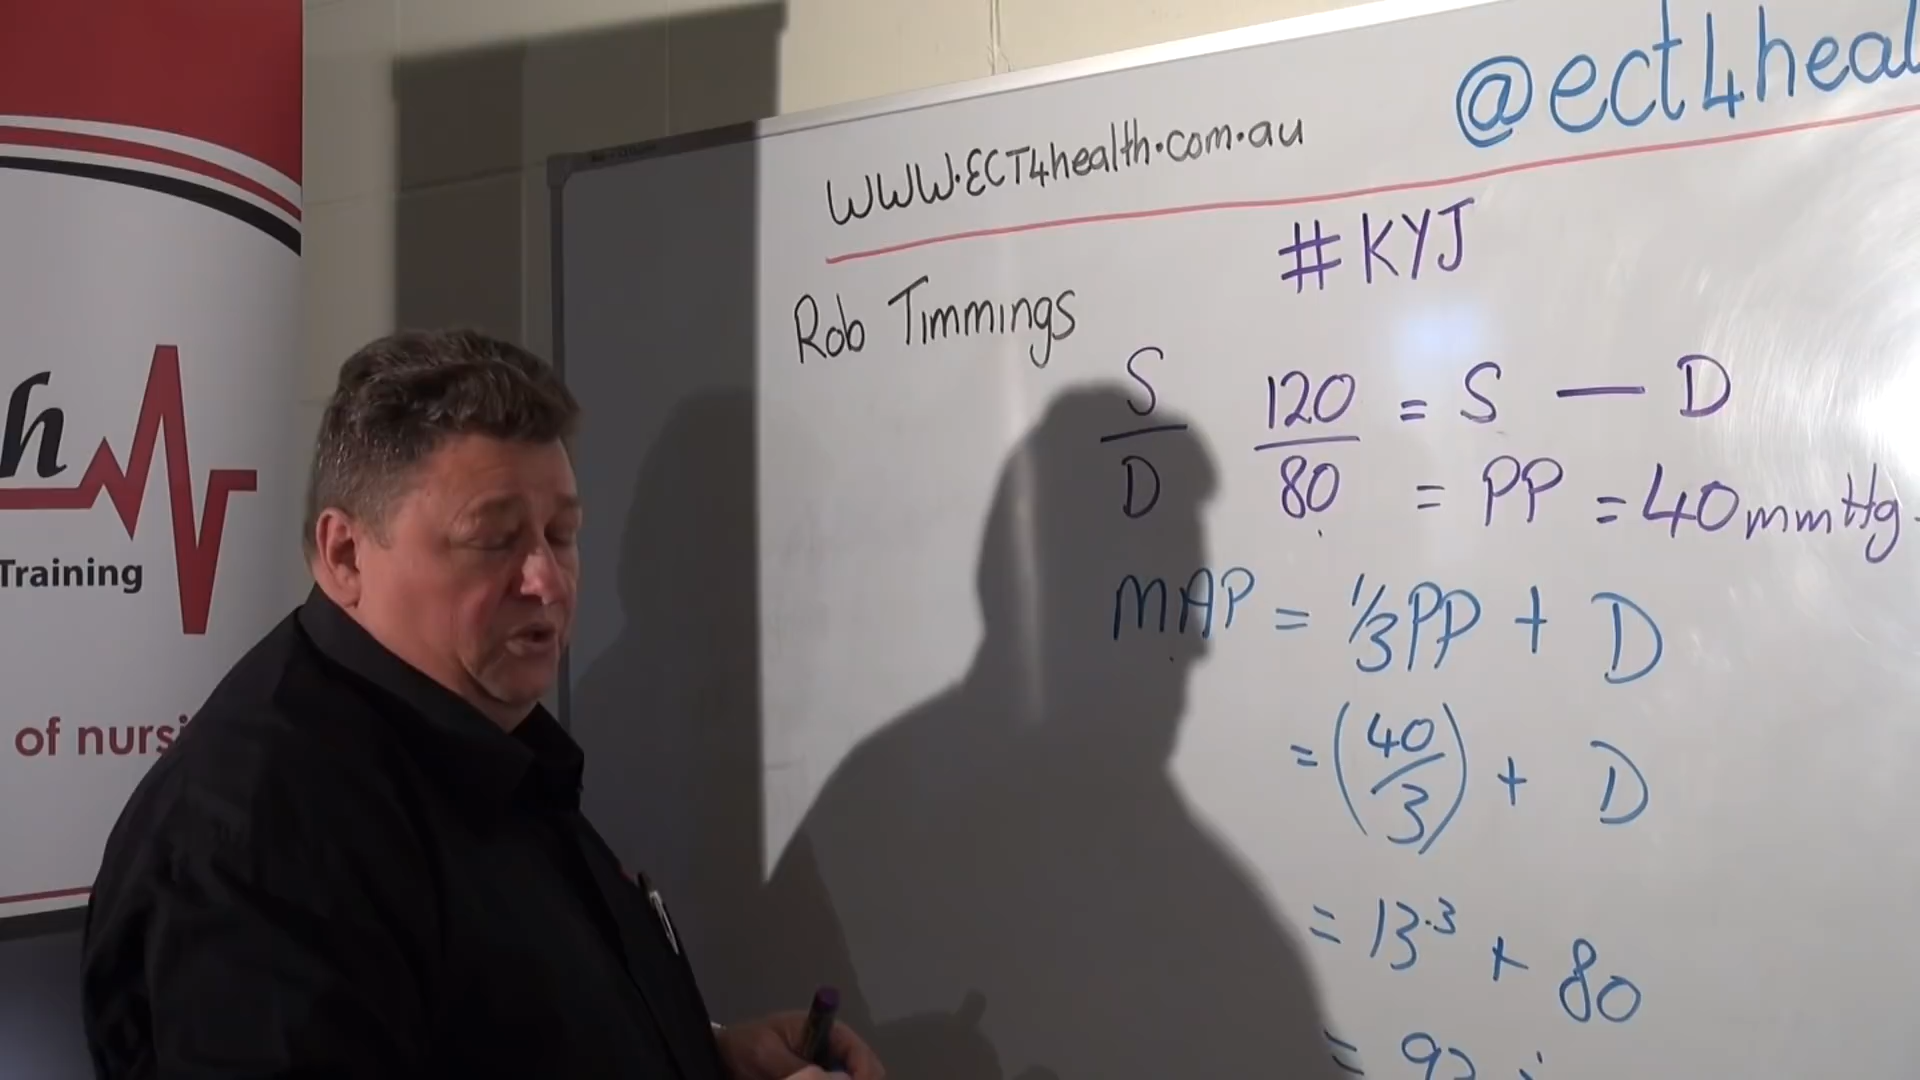 @ect4heal
www.ECT4health.com.au
#KYJ
Rob Timmings
S/D 120/80 = S — D
= PP = 40mmHg.
MAP = 1/3PP + D
= (40/3) + D
= 13.3 + 80
=
h
Training
of nursi